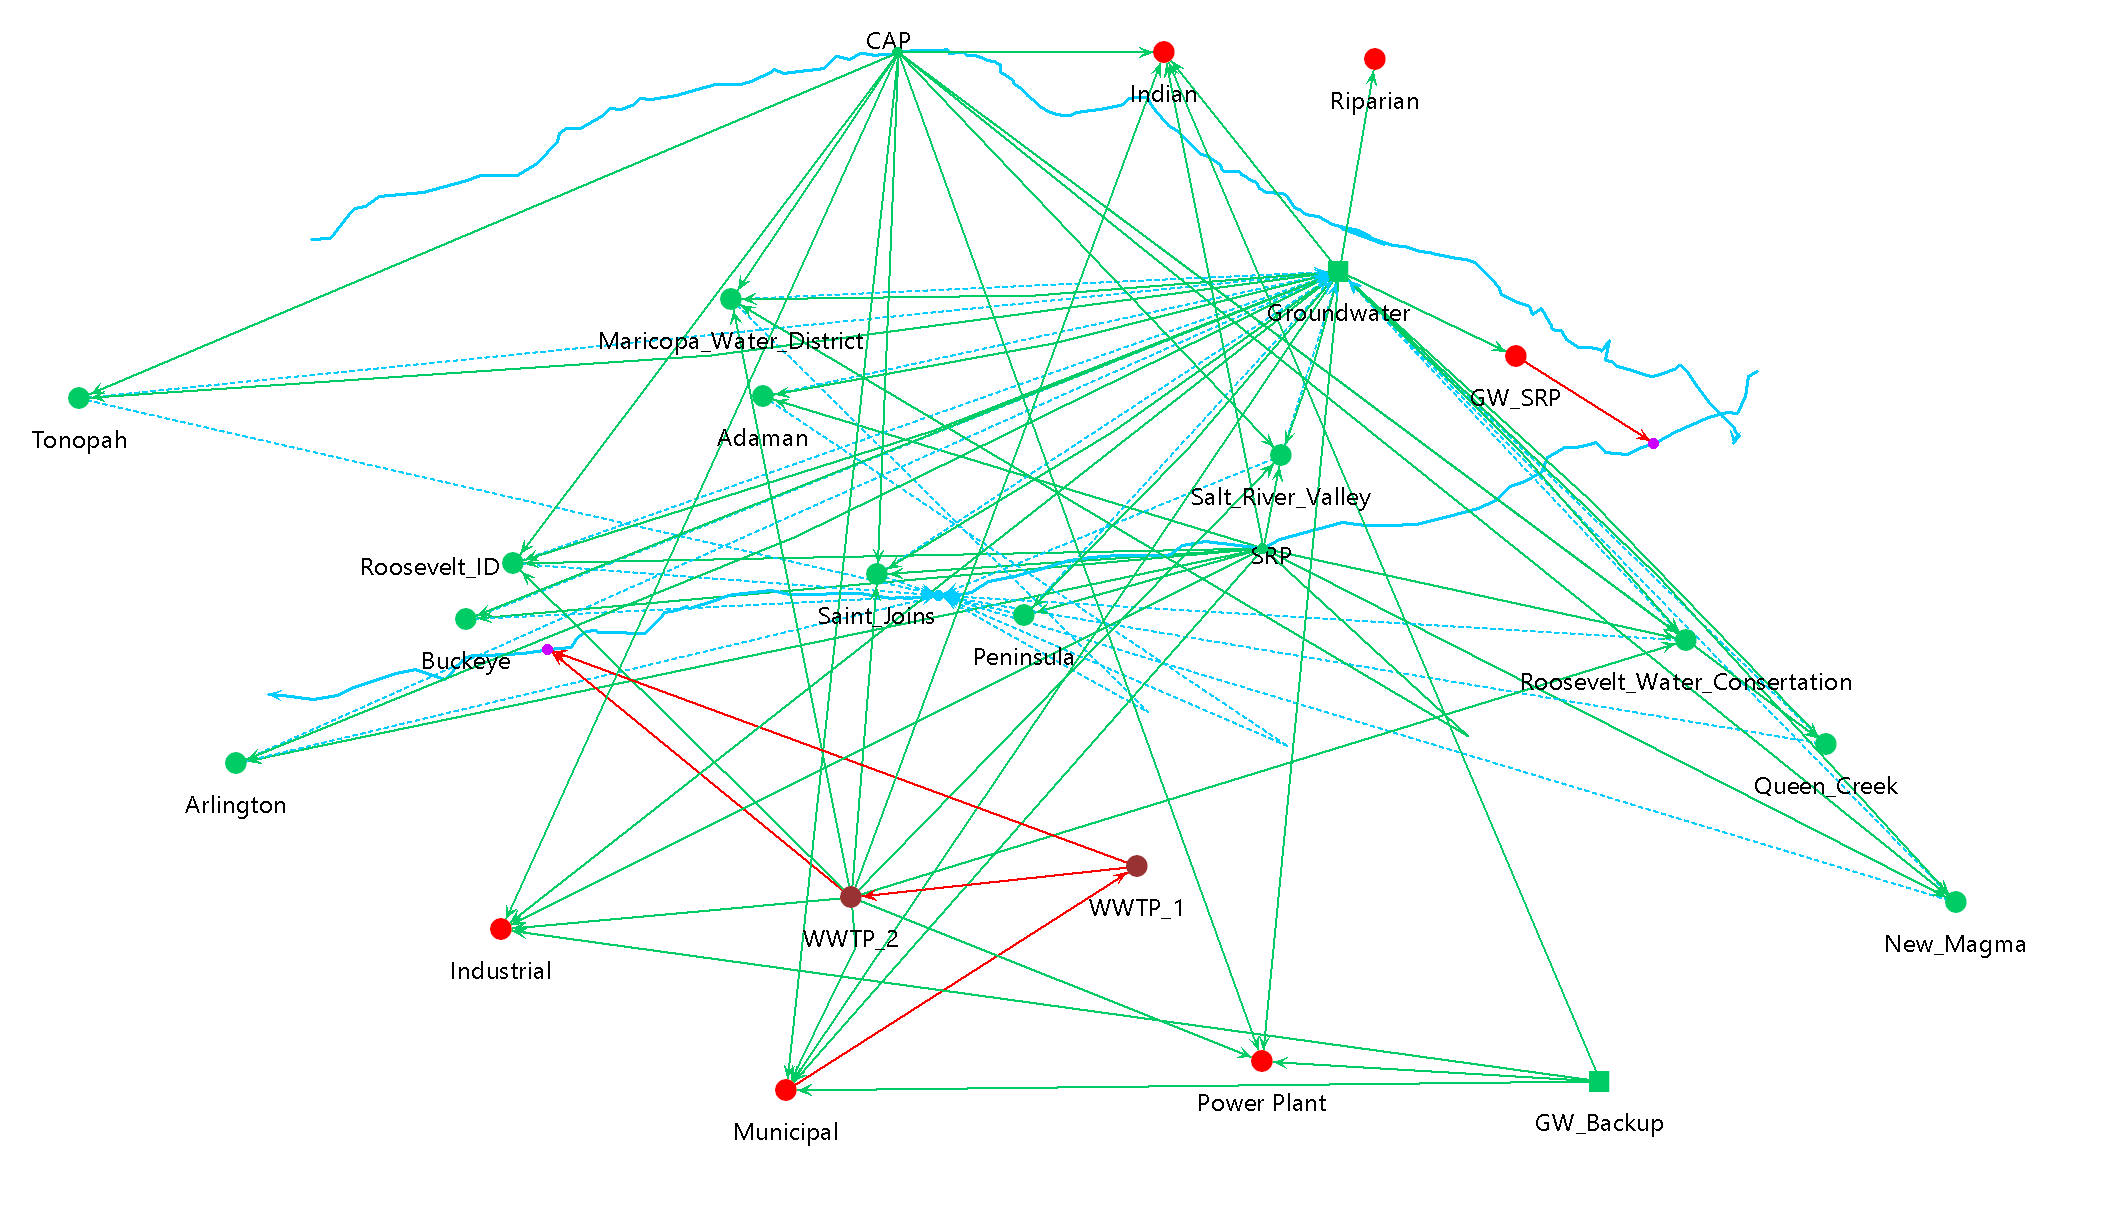 CAP
Indian
Riparian
Groundwater
Maricopa_Water_District
GW_SRP
Tonopah
Adaman
Salt_River_Valley
SRP
Roosevelt_ID
Saint_Joins
Peninsula
Buckeye
Roosevelt_Water_Consertation
Queen_Creek
Arlington
WWTP_1
WWTP_2
New_Magma
Industrial
Power Plant
GW_Backup
Municipal